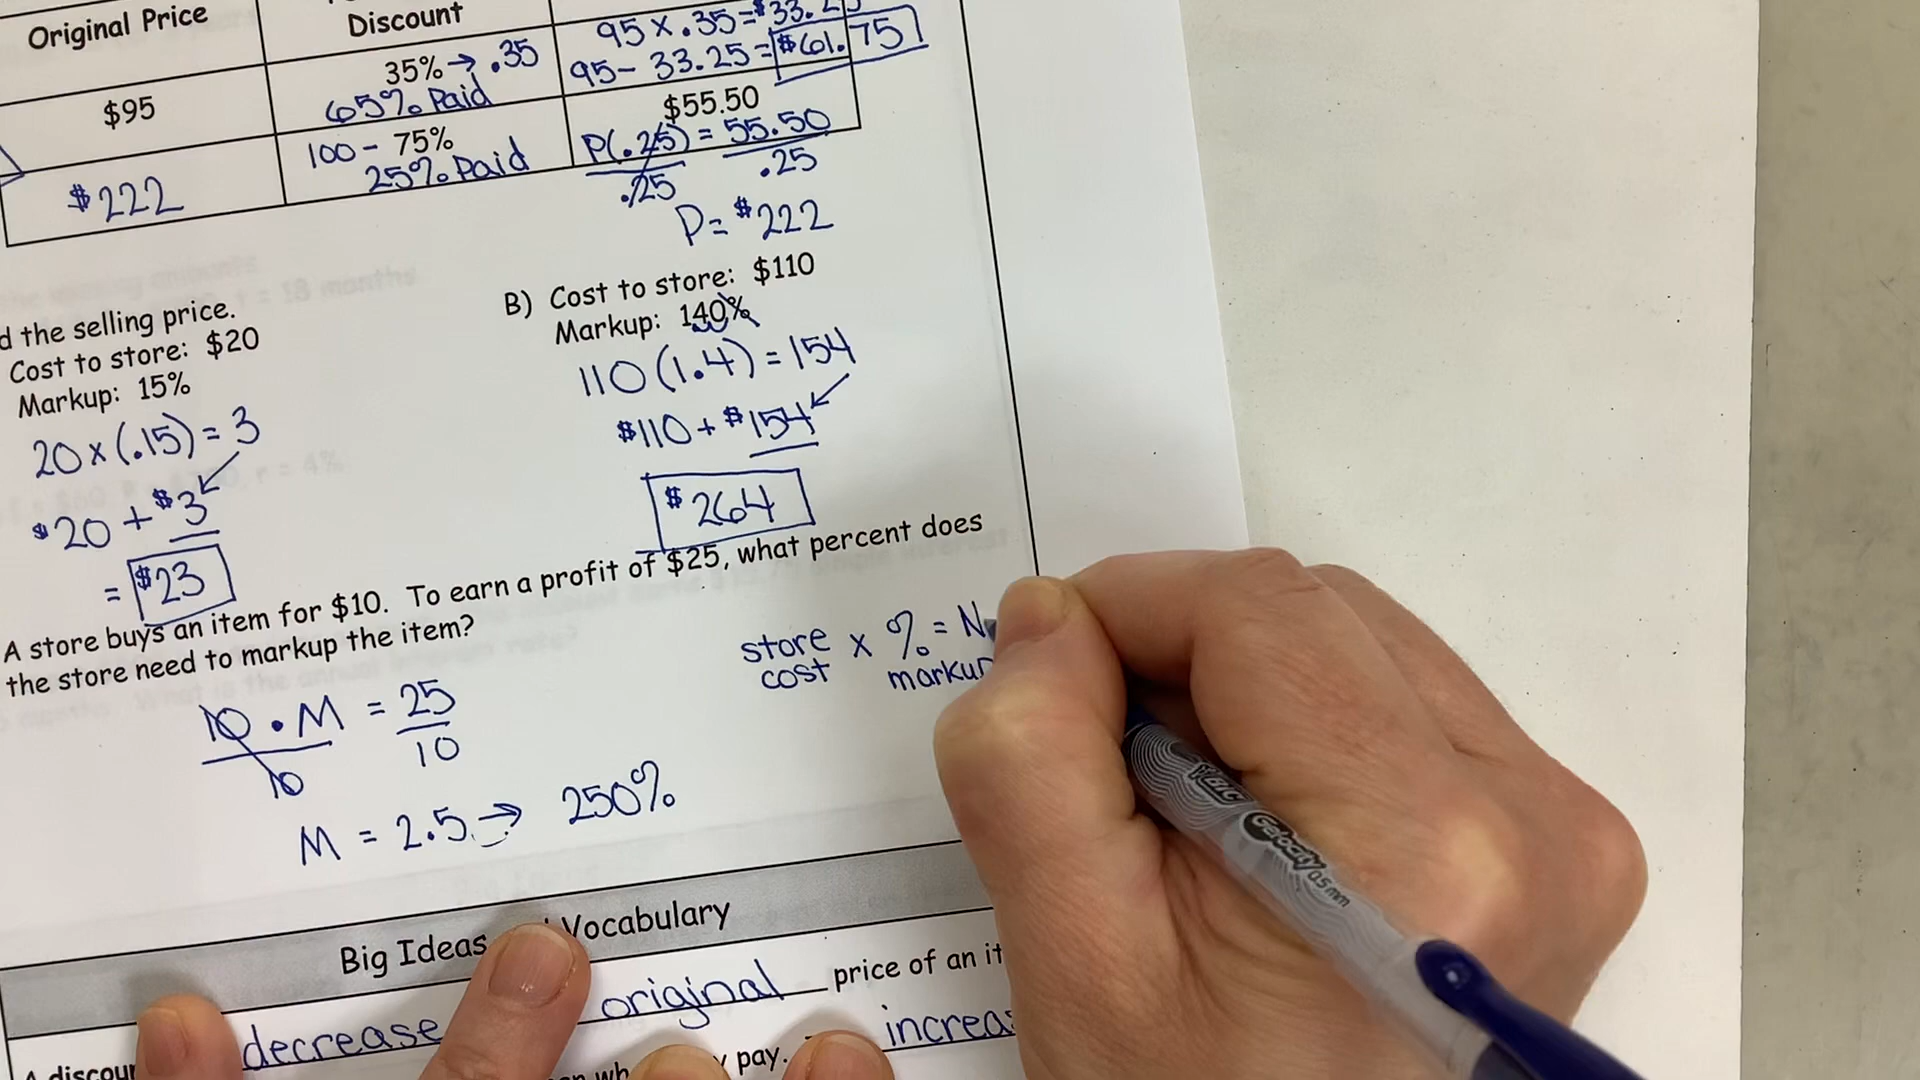 Original Price
Discount
95 x .35 = $33.25
35% → .35
95 - 33.25 = $61.75
$95
65% Paid
$55.50
100 - 75%
P(.25) = 55.50
25% Paid
.25
.25
$222
P = $222
d the selling price.
Cost to store: $20
Markup: 15%
20 x (.15) = 3
$20 + $3
= $23
B) Cost to store: $110
Markup: 140%
110 (1.4) = 154
$110 + $154
$264
A store buys an item for $10. To earn a profit of $25, what percent does
the store need to markup the item?
store cost x % markup = N
10 • M = 25
10
10
M = 2.5 → 250%
Big Ideas Vocabulary
decrease original price of an it
A discou pay. increas
BIC
Gelocity 0.5mm